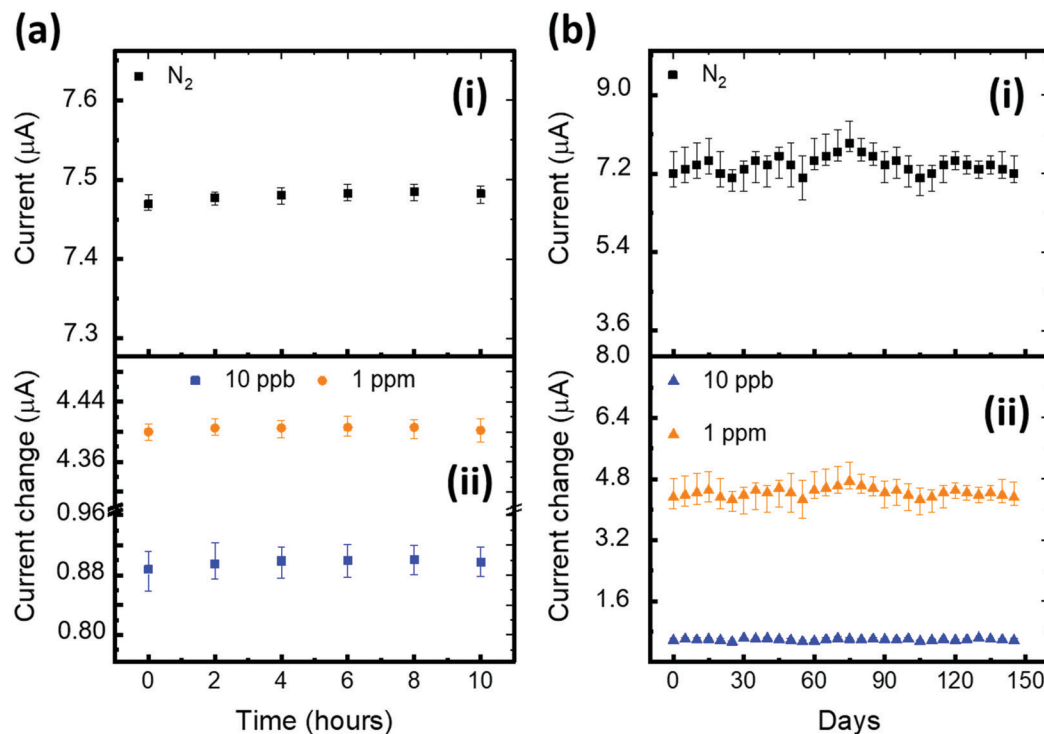 (a)
N₂
(i)
Current (μA)
7.6
7.5
7.4
7.3
10 ppb 1 ppm
(ii)
Current change (μA)
4.44
4.36
0.96
0.88
0.80
0 2 4 6 8 10
Time (hours)
(b)
N₂
(i)
Current (μA)
9.0
7.2
5.4
3.6
8.0
10 ppb
1 ppm
(ii)
Current change (μA)
6.4
4.8
3.2
1.6
0 30 60 90 120 150
Days